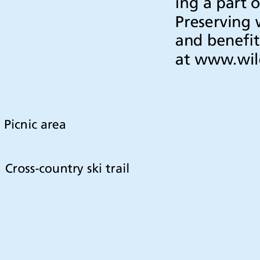 ing a part o
Preserving
and benefit
at www.wil
Picnic area
Cross-country ski trail